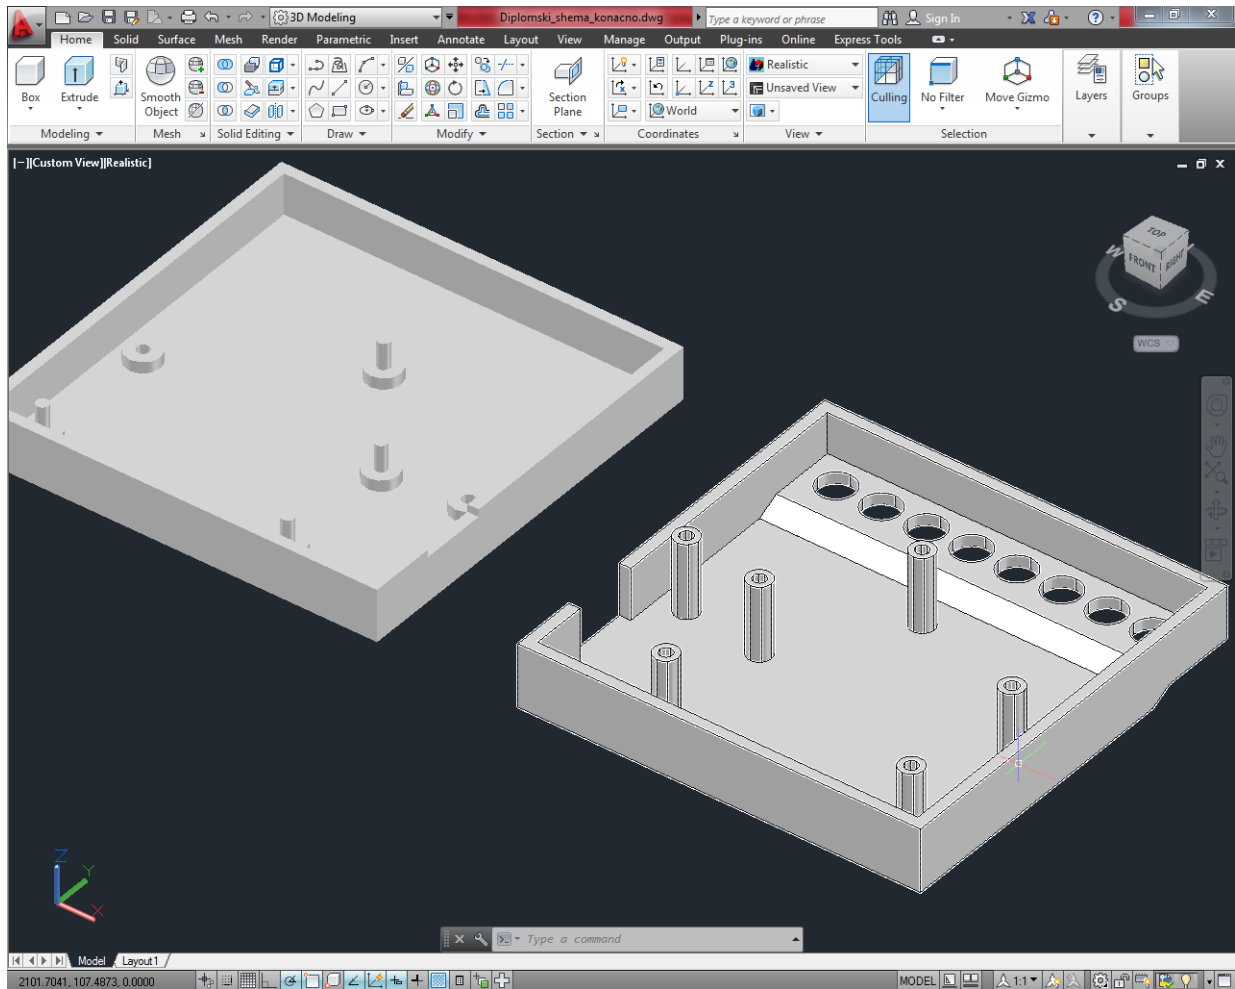 3D Modeling
Diplomski_shema_konacno.dwg
Type a keyword or phrase
Sign In
Home Solid Surface Mesh Render Parametric Insert Annotate Layout View Manage Output Plug-ins Online Express Tools
Box
Extrude
Smooth
Object
Section
Plane
World
Realistic
Unsaved View
Culling
No Filter
Move Gizmo
Layers
Groups
Modeling Mesh Solid Editing Draw Modify Section Coordinates View Selection
[−][Custom View][Realistic]
TOP
FRONT
RIGHT
W
S
E
WCS
Z
Y
X
Type a command
Model Layout1
2101.7041, 107.4873, 0.0000
MODEL
1:1